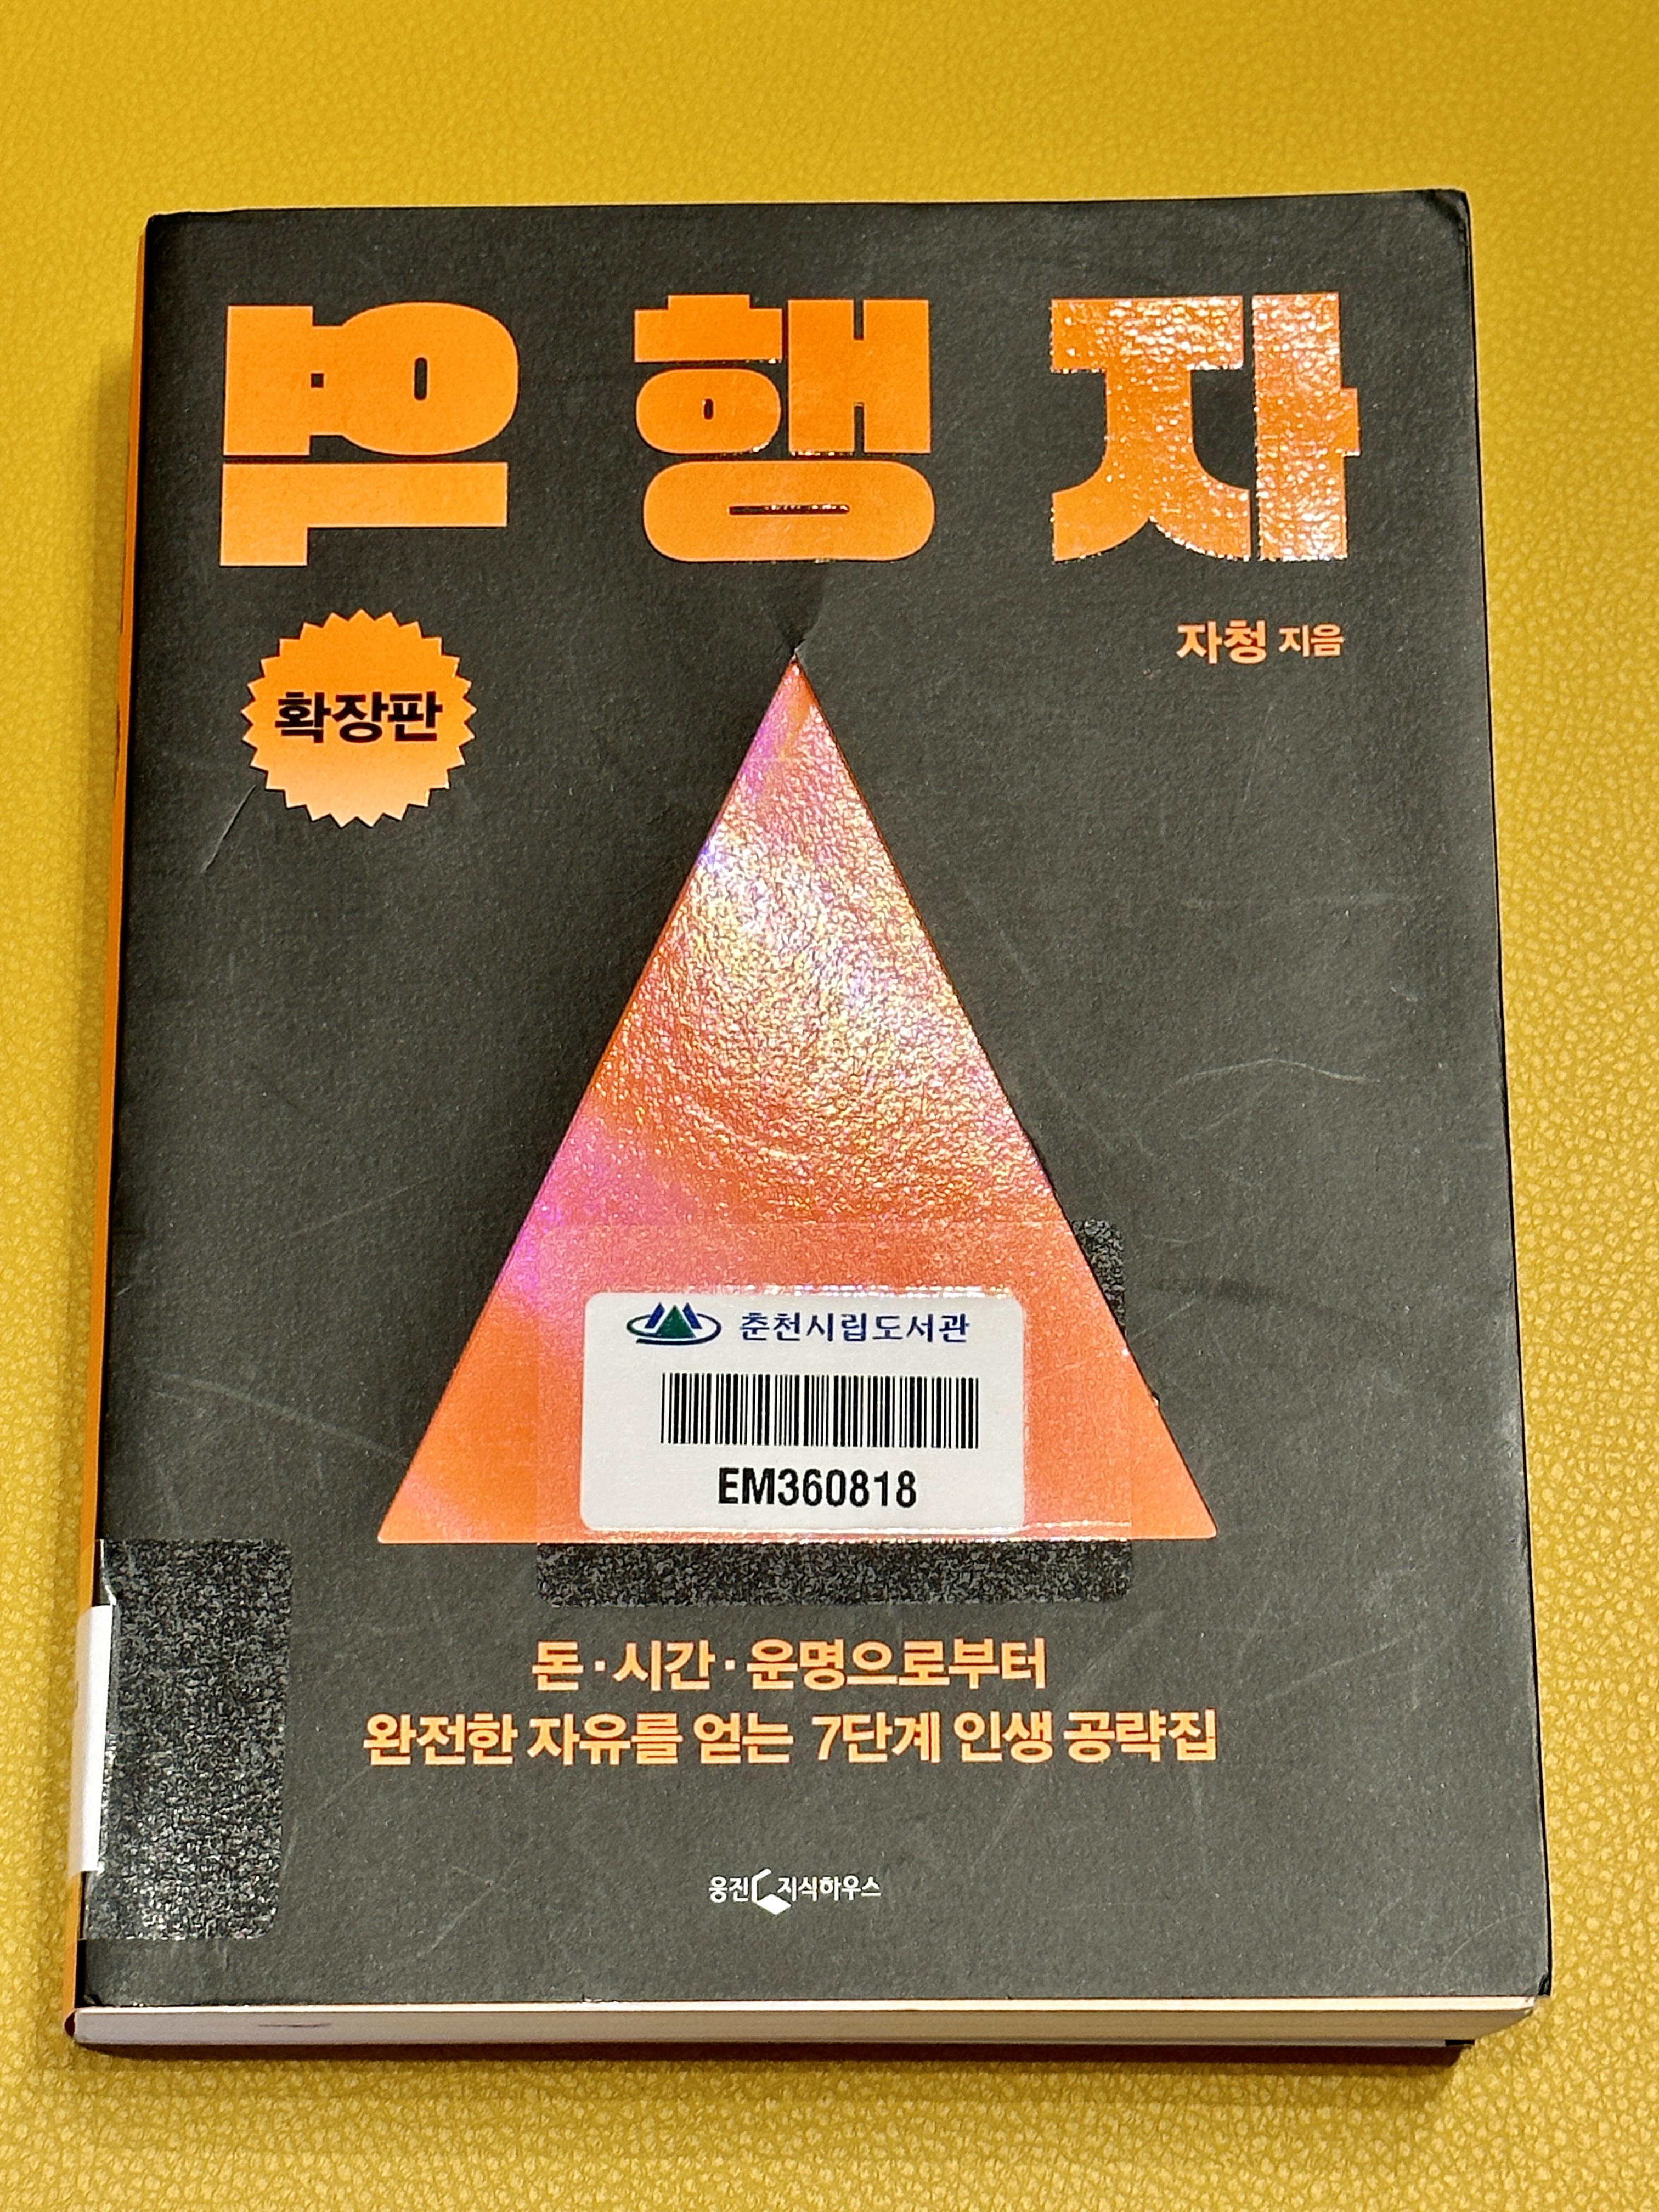 역행자
자청 지음
확장판
춘천시립도서관
EM360818
돈·시간·운명으로부터
완전한 자유를 얻는 7단계 인생 공략집
웅진 지식하우스